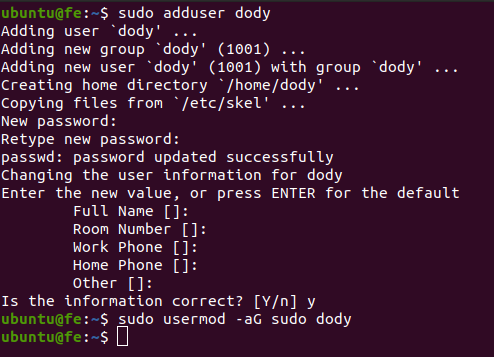 ubuntu@fe:~$ sudo adduser dody
Adding user `dody' ...
Adding new group `dody' (1001) ...
Adding new user `dody' (1001) with group `dody' ...
Creating home directory `/home/dody' ...
Copying files from `/etc/skel' ...
New password:
Retype new password:
passwd: password updated successfully
Changing the user information for dody
Enter the new value, or press ENTER for the default
        Full Name []:
        Room Number []:
        Work Phone []:
        Home Phone []:
        Other []:
Is the information correct? [Y/n] y
ubuntu@fe:~$ sudo usermod -aG sudo dody
ubuntu@fe:~$